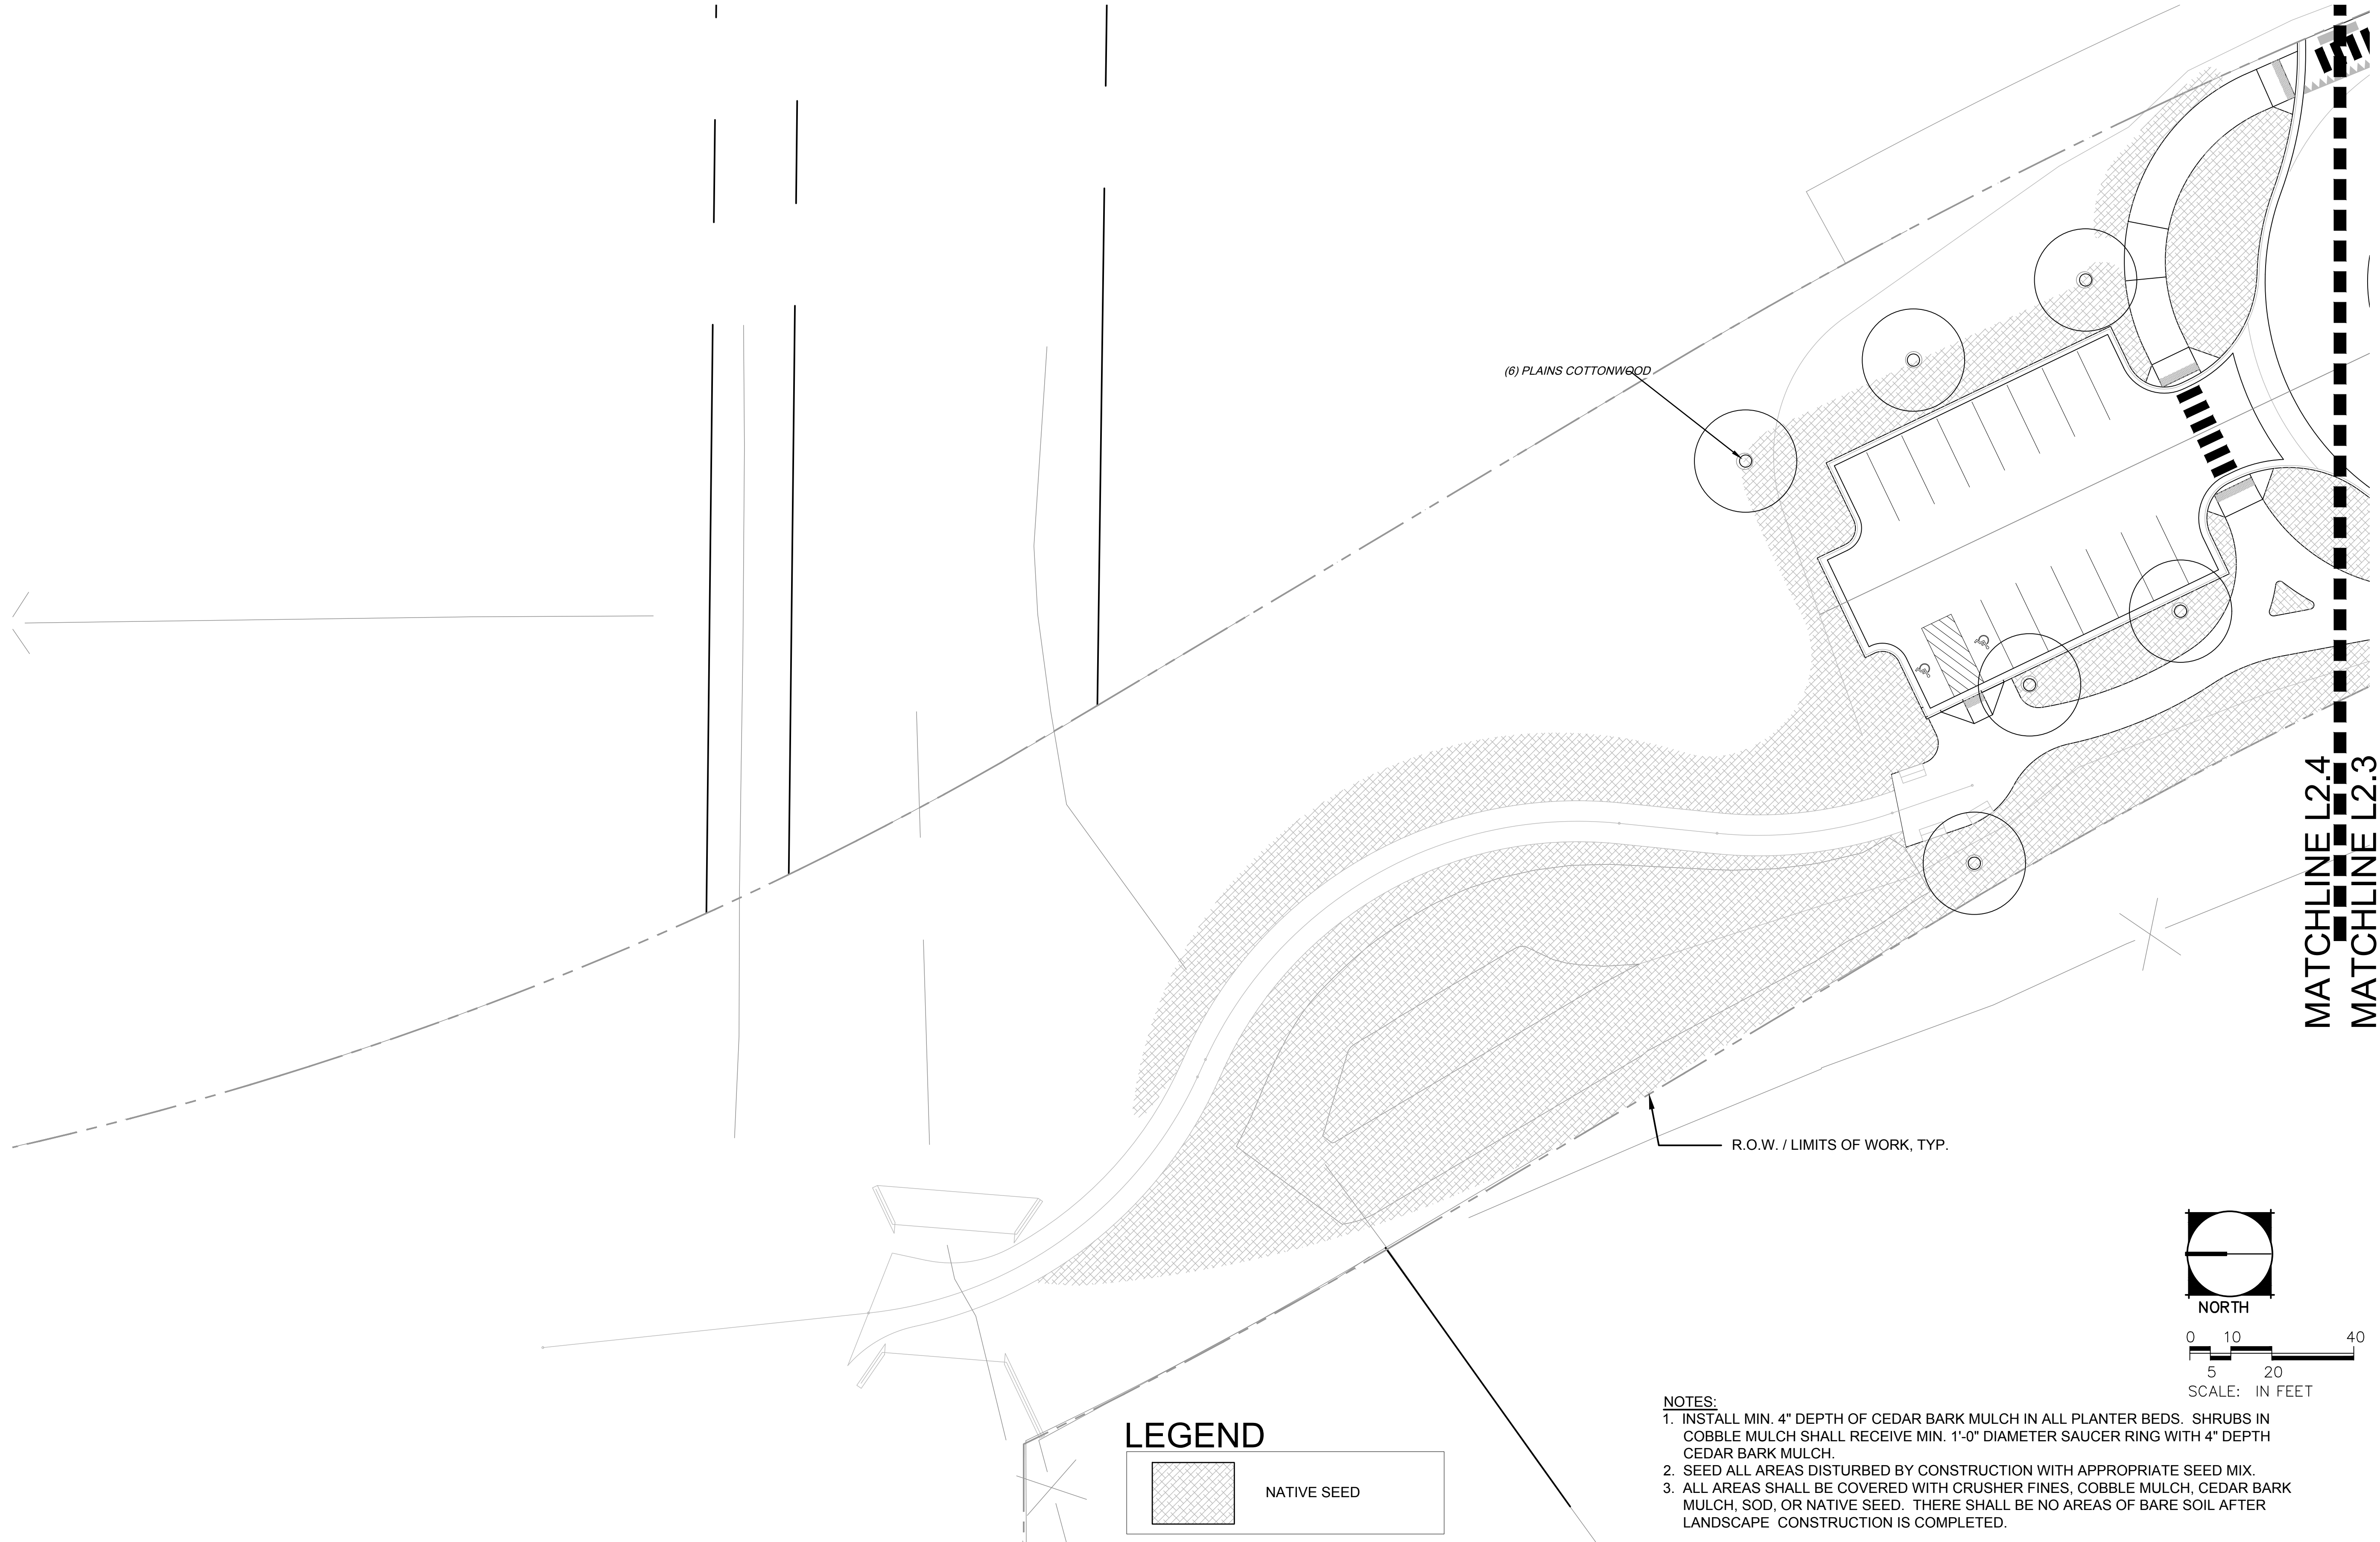 (6) PLAINS COTTONWOOD
MATCHLINE L2.4
MATCHLINE L2.3
R.O.W. / LIMITS OF WORK, TYP.
NORTH
0 10 40
5 20
SCALE: IN FEET
LEGEND
NATIVE SEED
NOTES:
1. INSTALL MIN. 4" DEPTH OF CEDAR BARK MULCH IN ALL PLANTER BEDS. SHRUBS IN
COBBLE MULCH SHALL RECEIVE MIN. 1'-0" DIAMETER SAUCER RING WITH 4" DEPTH
CEDAR BARK MULCH.
2. SEED ALL AREAS DISTURBED BY CONSTRUCTION WITH APPROPRIATE SEED MIX.
3. ALL AREAS SHALL BE COVERED WITH CRUSHER FINES, COBBLE MULCH, CEDAR BARK
MULCH, SOD, OR NATIVE SEED. THERE SHALL BE NO AREAS OF BARE SOIL AFTER
LANDSCAPE CONSTRUCTION IS COMPLETED.